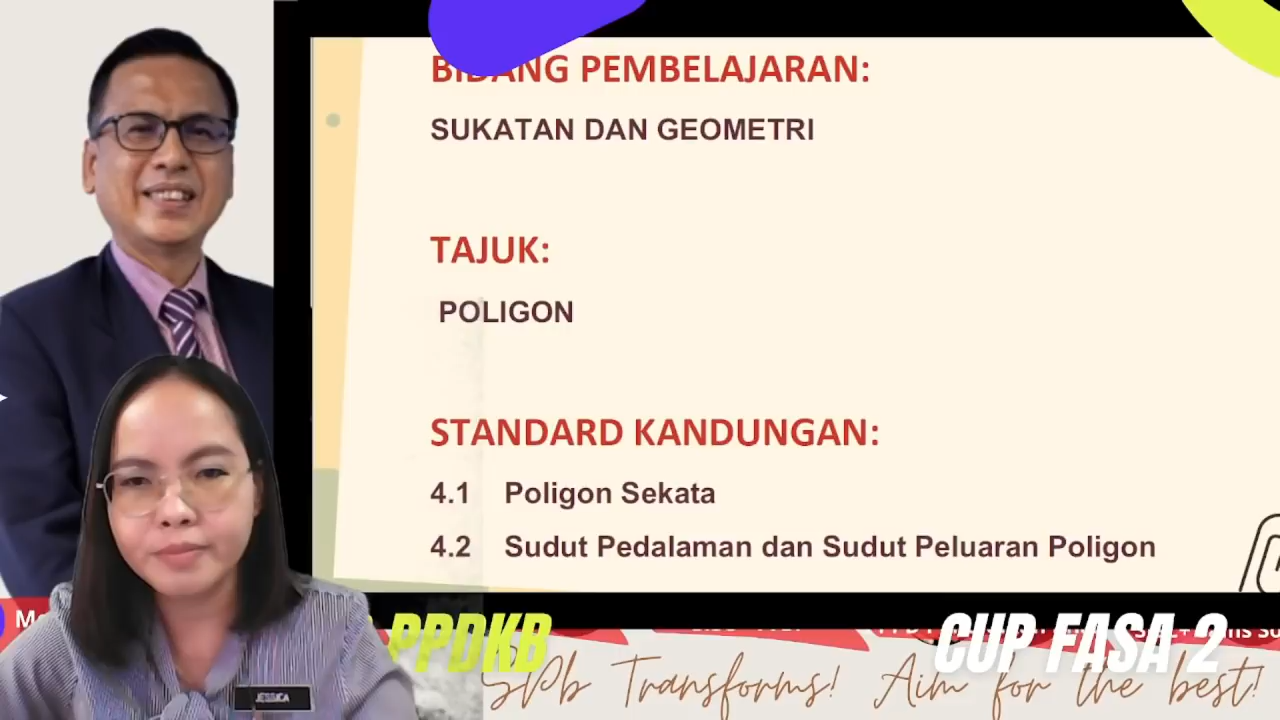 BIDANG PEMBELAJARAN:
SUKATAN DAN GEOMETRI
TAJUK:
POLIGON
STANDARD KANDUNGAN:
4.1 Poligon Sekata
4.2 Sudut Pedalaman dan Sudut Peluaran Poligon
JESSICA
PPDKB
CUP FASA 2
SPb Transforms! Aim for the best!